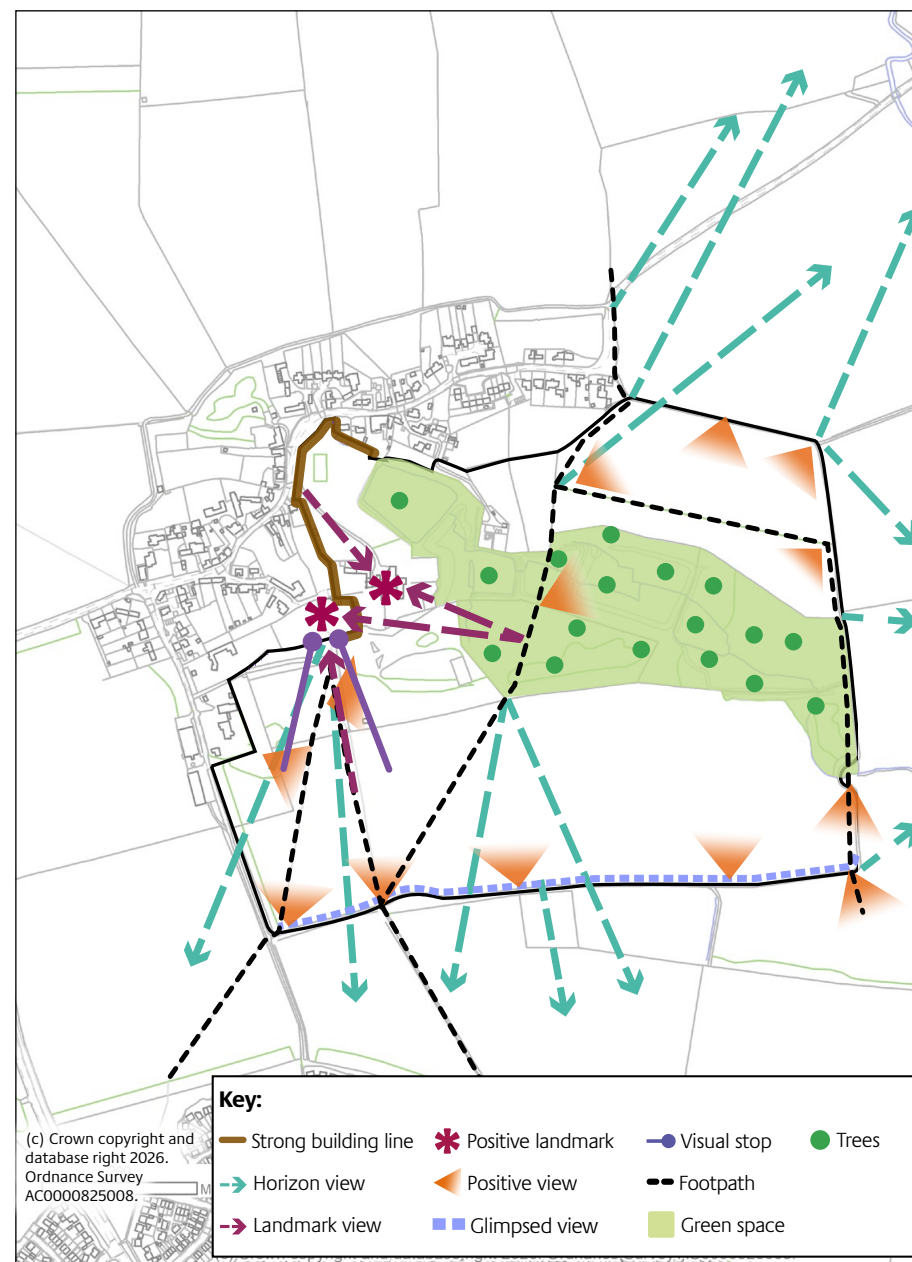 Key:
Strong building line
Positive landmark
Visual stop
Trees
Horizon view
Positive view
Footpath
Landmark view
Glimpsed view
Green space
(c) Crown copyright and
database right 2026.
Ordnance Survey
AC0000825008.
M